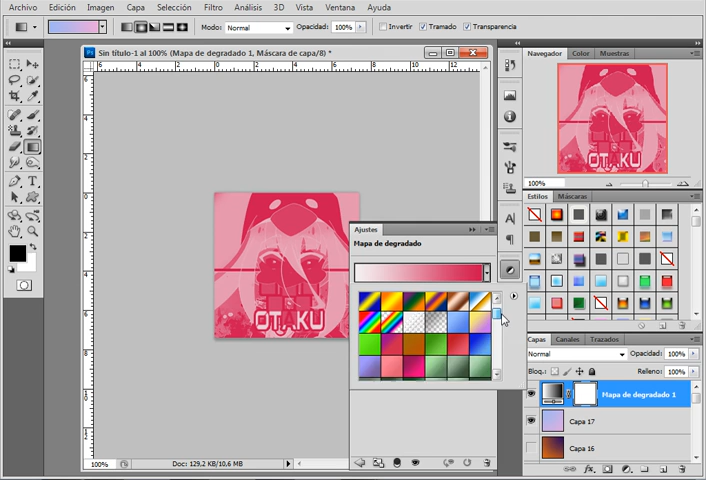 Archivo Edición Imagen Capa Selección Filtro Análisis 3D Vista Ventana Ayuda
Modo: Normal Opacidad: 100% Invertir Tramado Transparencia
Sin título-1 al 100% (Mapa de degradado 1, Máscara de capa/8) *
Navegador Color Muestras
OTAKU
100%
Estilos Máscaras
Ajustes
Mapa de degradado
OTAKU
Capas Canales Trazados
Normal Opacidad: 100%
Bloq.: Relleno: 100%
Mapa de degradado 1
Capa 17
Capa 16
100% Doc: 129,2 KB/10,6 MB